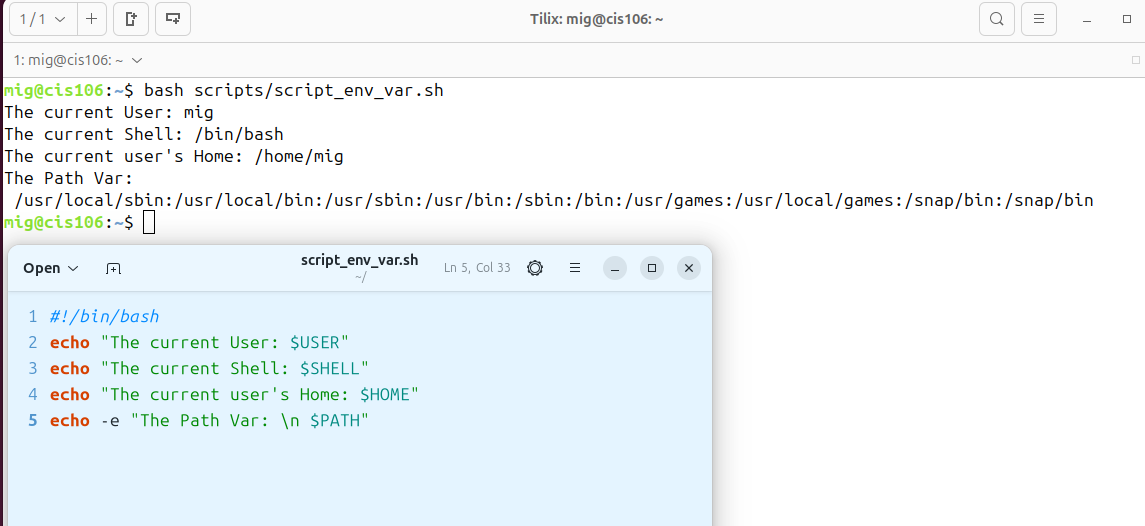 1 / 1
Tilix: mig@cis106: ~
1: mig@cis106: ~
mig@cis106:~$ bash scripts/script_env_var.sh
The current User: mig
The current Shell: /bin/bash
The current user's Home: /home/mig
The Path Var:
 /usr/local/sbin:/usr/local/bin:/usr/sbin:/usr/bin:/sbin:/bin:/usr/games:/usr/local/games:/snap/bin:/snap/bin
mig@cis106:~$
Open
script_env_var.sh
~/
Ln 5, Col 33
1 #!/bin/bash
2 echo "The current User: $USER"
3 echo "The current Shell: $SHELL"
4 echo "The current user's Home: $HOME"
5 echo -e "The Path Var: \n $PATH"